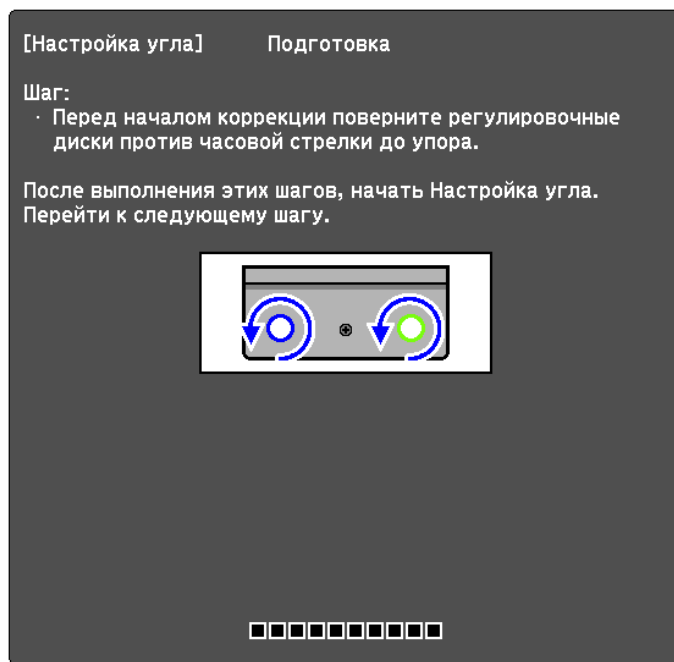 [Настройка угла] Подготовка
Шаг:
· Перед началом коррекции поверните регулировочные
диски против часовой стрелки до упора.
После выполнения этих шагов, начать Настройка угла.
Перейти к следующему шагу.